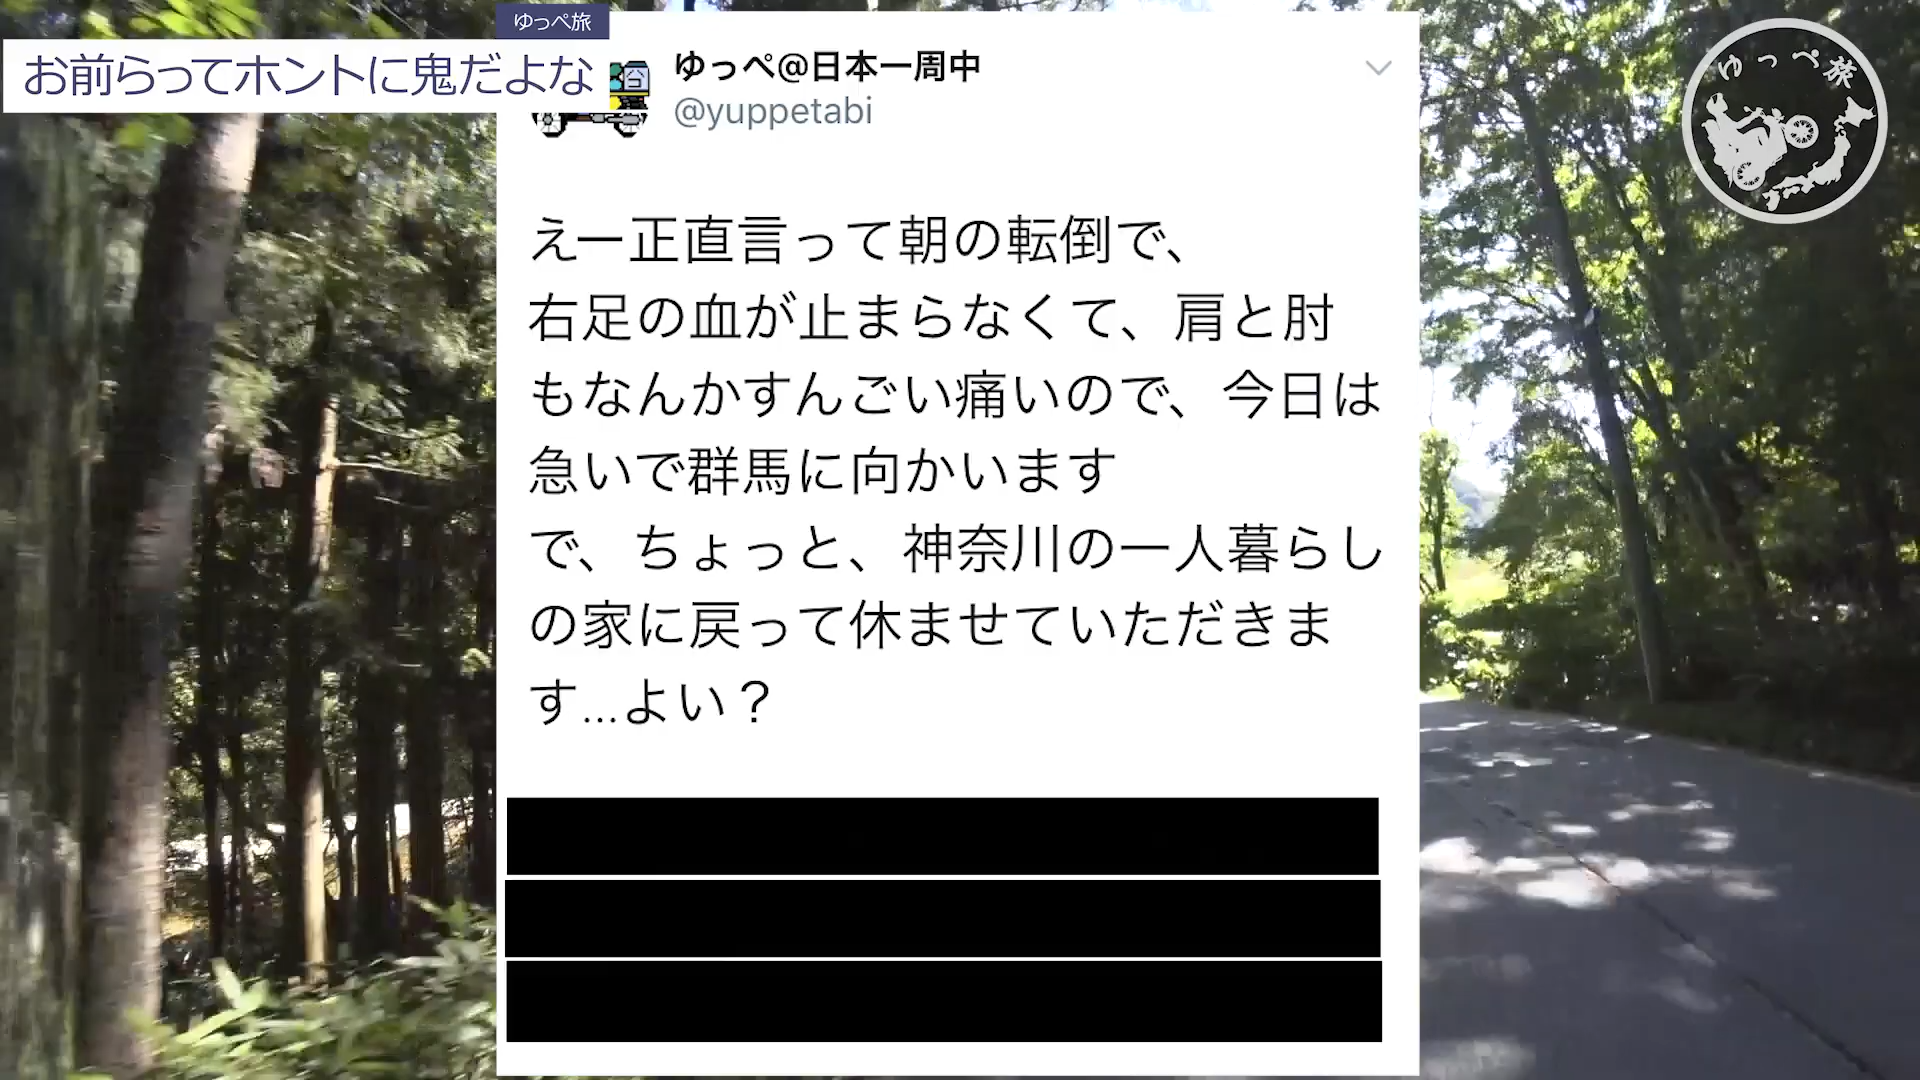 ゆっぺ旅
お前らってホントに鬼だよな
ゆっぺ@日本一周中
@yuppetabi
えー正直言って朝の転倒で、
右足の血が止まらなくて、肩と肘
もなんかすんごい痛いので、今日は
急いで群馬に向かいます
で、ちょっと、神奈川の一人暮らし
の家に戻って休ませていただきま
す...よい？
ゆっぺ旅